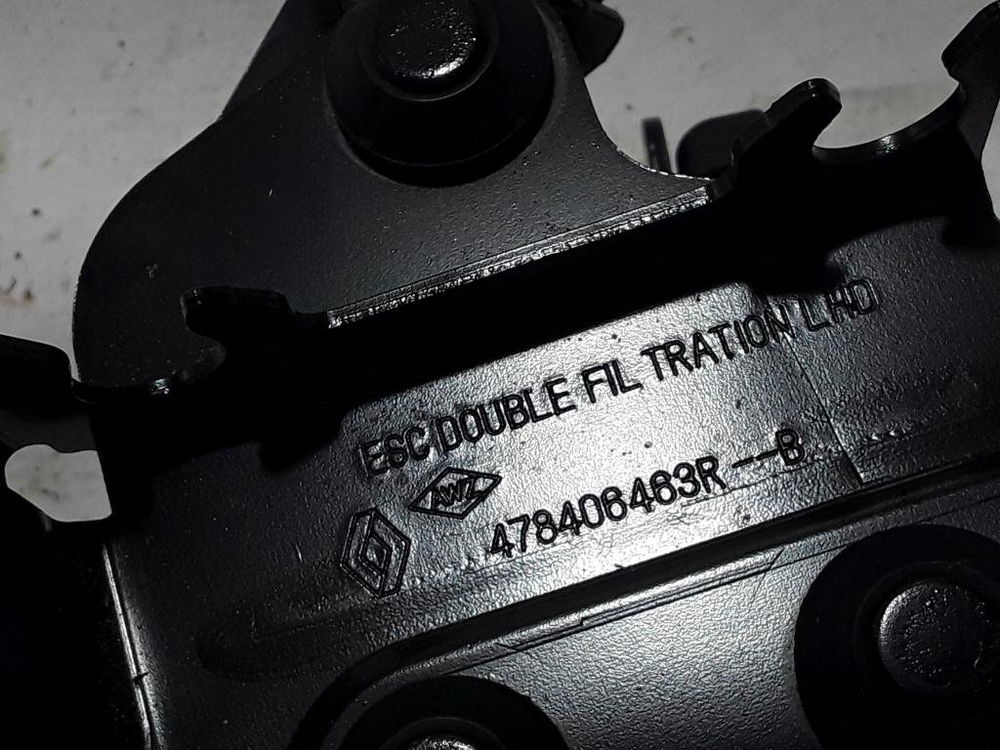 ESC DOUBLE FIL TRATION LHD
AWZ
478406463R --B